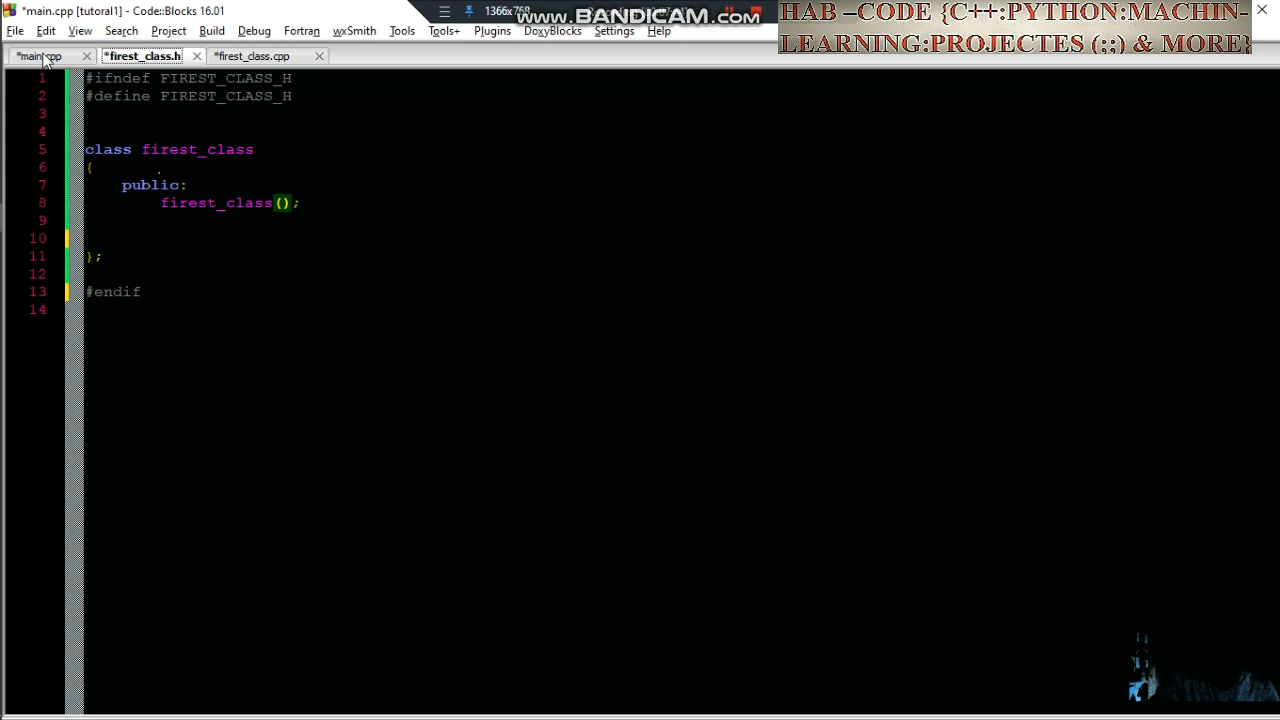 *main.cpp [tutorial1] - Code::Blocks 16.01
1366x768
www.BANDICAM.com
HAB –CODE {C++:PYTHON:MACHIN-
LEARNING:PROJECTES (;;) & MORE}
File Edit View Search Project Build Debug Fortran wxSmith Tools Tools+ Plugins DoxyBlocks Settings Help
*main.cpp *firest_class.h *firest_class.cpp
1 #ifndef FIREST_CLASS_H
2 #define FIREST_CLASS_H
3
4
5 class firest_class
6 {
7 public:
8 firest_class();
9
10
11 };
12
13 #endif
14